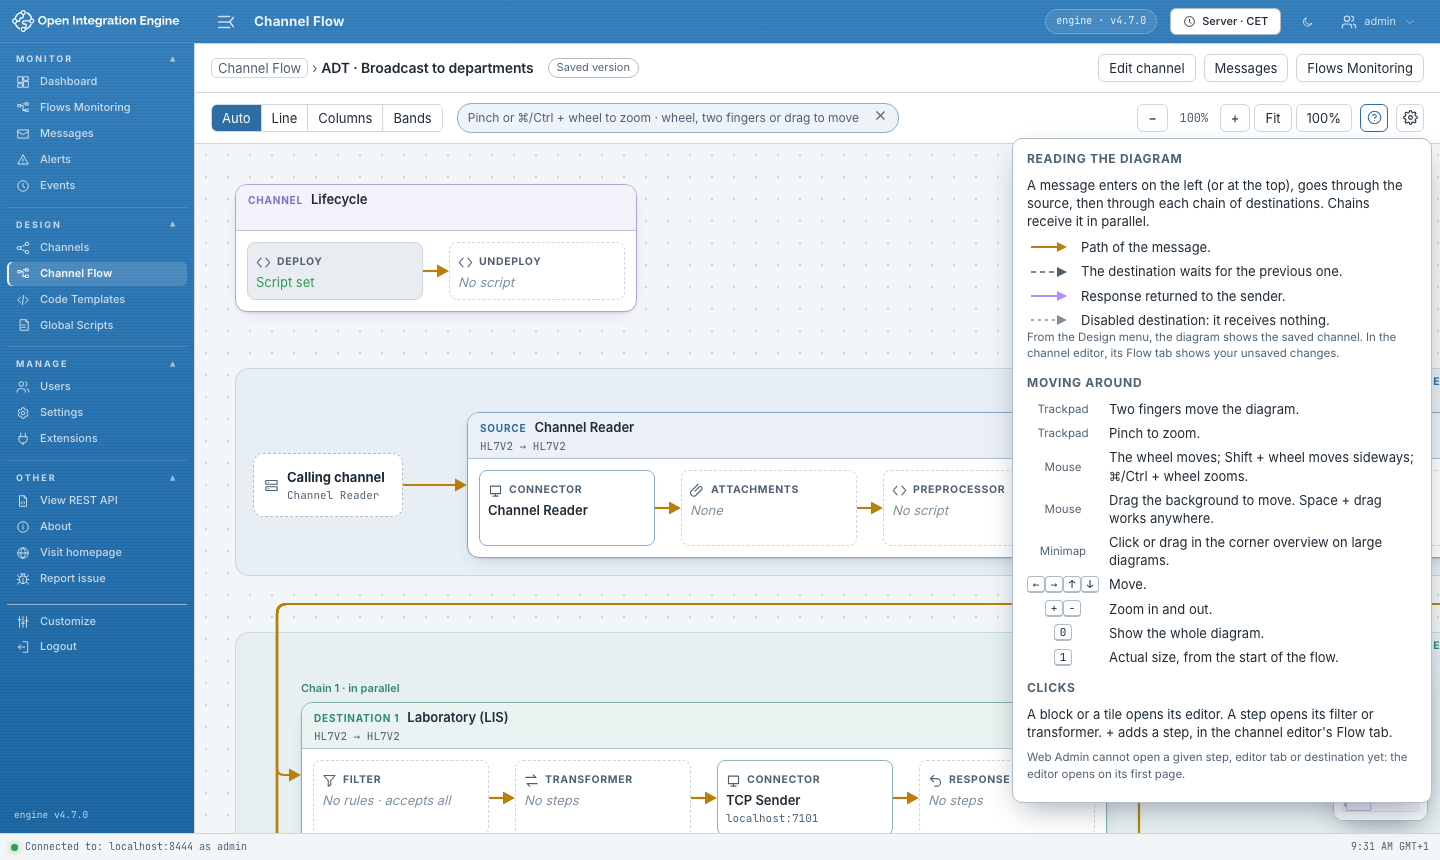 Open Integration Engine
Channel Flow
engine · v4.7.0
Server · CET
admin
MONITOR
Dashboard
Flows Monitoring
Messages
Alerts
Events
DESIGN
Channels
Channel Flow
Code Templates
Global Scripts
MANAGE
Users
Settings
Extensions
OTHER
View REST API
About
Visit homepage
Report issue
Customize
Logout
engine v4.7.0
Channel Flow › ADT · Broadcast to departments
Saved version
Edit channel
Messages
Flows Monitoring
Auto
Line
Columns
Bands
Pinch or ⌘/Ctrl + wheel to zoom · wheel, two fingers or drag to move
−
100%
+
Fit
100%
CHANNEL Lifecycle
DEPLOY
Script set
UNDEPLOY
No script
Calling channel
Channel Reader
SOURCE Channel Reader
HL7V2 → HL7V2
CONNECTOR
Channel Reader
ATTACHMENTS
None
PREPROCESSOR
No script
Chain 1 · in parallel
DESTINATION 1 Laboratory (LIS)
HL7V2 → HL7V2
FILTER
No rules · accepts all
TRANSFORMER
No steps
CONNECTOR
TCP Sender
localhost:7101
RESPONSE
No steps
READING THE DIAGRAM
A message enters on the left (or at the top), goes through the
source, then through each chain of destinations. Chains
receive it in parallel.
Path of the message.
The destination waits for the previous one.
Response returned to the sender.
Disabled destination: it receives nothing.
From the Design menu, the diagram shows the saved channel. In the
channel editor, its Flow tab shows your unsaved changes.
MOVING AROUND
Trackpad Two fingers move the diagram.
Trackpad Pinch to zoom.
Mouse The wheel moves; Shift + wheel moves sideways;
⌘/Ctrl + wheel zooms.
Mouse Drag the background to move. Space + drag
works anywhere.
Minimap Click or drag in the corner overview on large
diagrams.
← → ↑ ↓ Move.
+ - Zoom in and out.
0 Show the whole diagram.
1 Actual size, from the start of the flow.
CLICKS
A block or a tile opens its editor. A step opens its filter or
transformer. + adds a step, in the channel editor's Flow tab.
Web Admin cannot open a given step, editor tab or destination yet: the
editor opens on its first page.
Connected to: localhost:8444 as admin
9:31 AM GMT+1